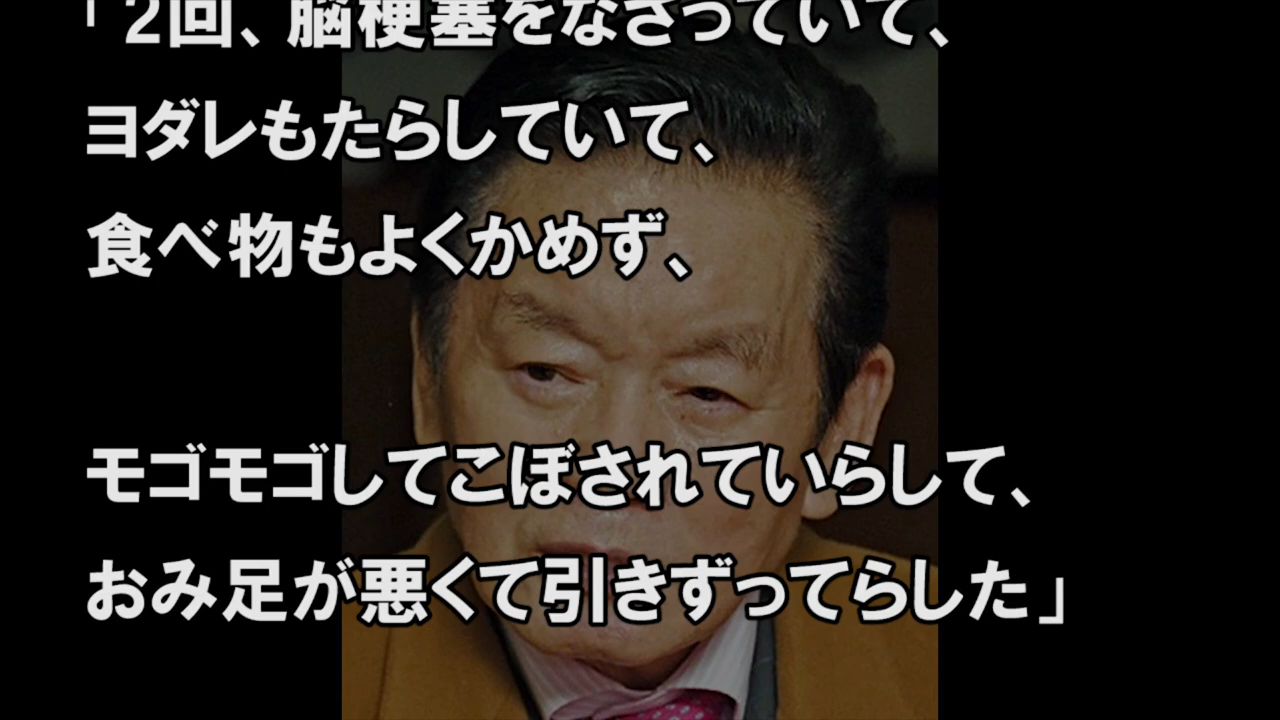 「2回、脳梗塞をなさっていて、
ヨダレもたらしていて、
食べ物もよくかめず、
モゴモゴしてこぼされていらして、
おみ足が悪くて引きずってらした」